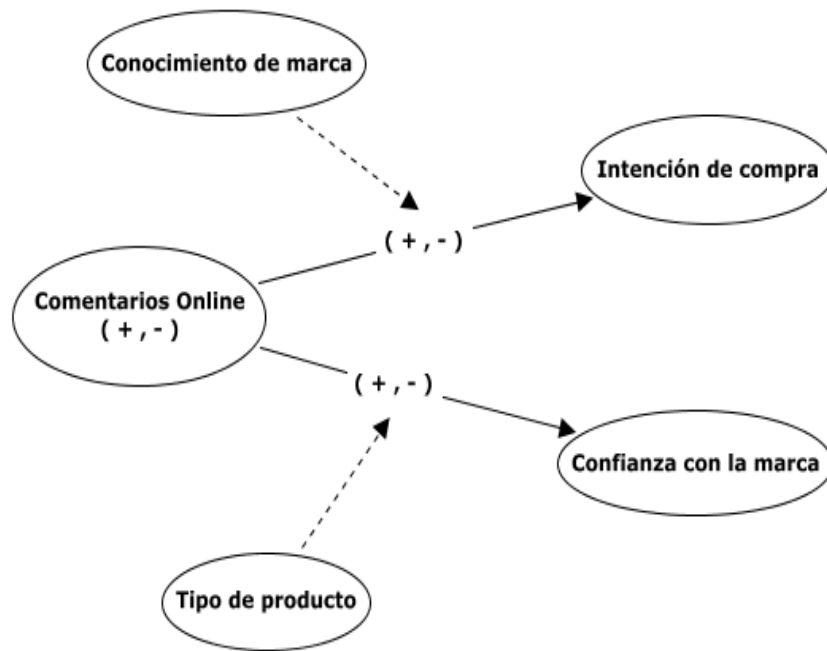 Conocimiento de marca
Intención de compra
( + , - )
Comentarios Online
( + , - )
( + , - )
Confianza con la marca
Tipo de producto